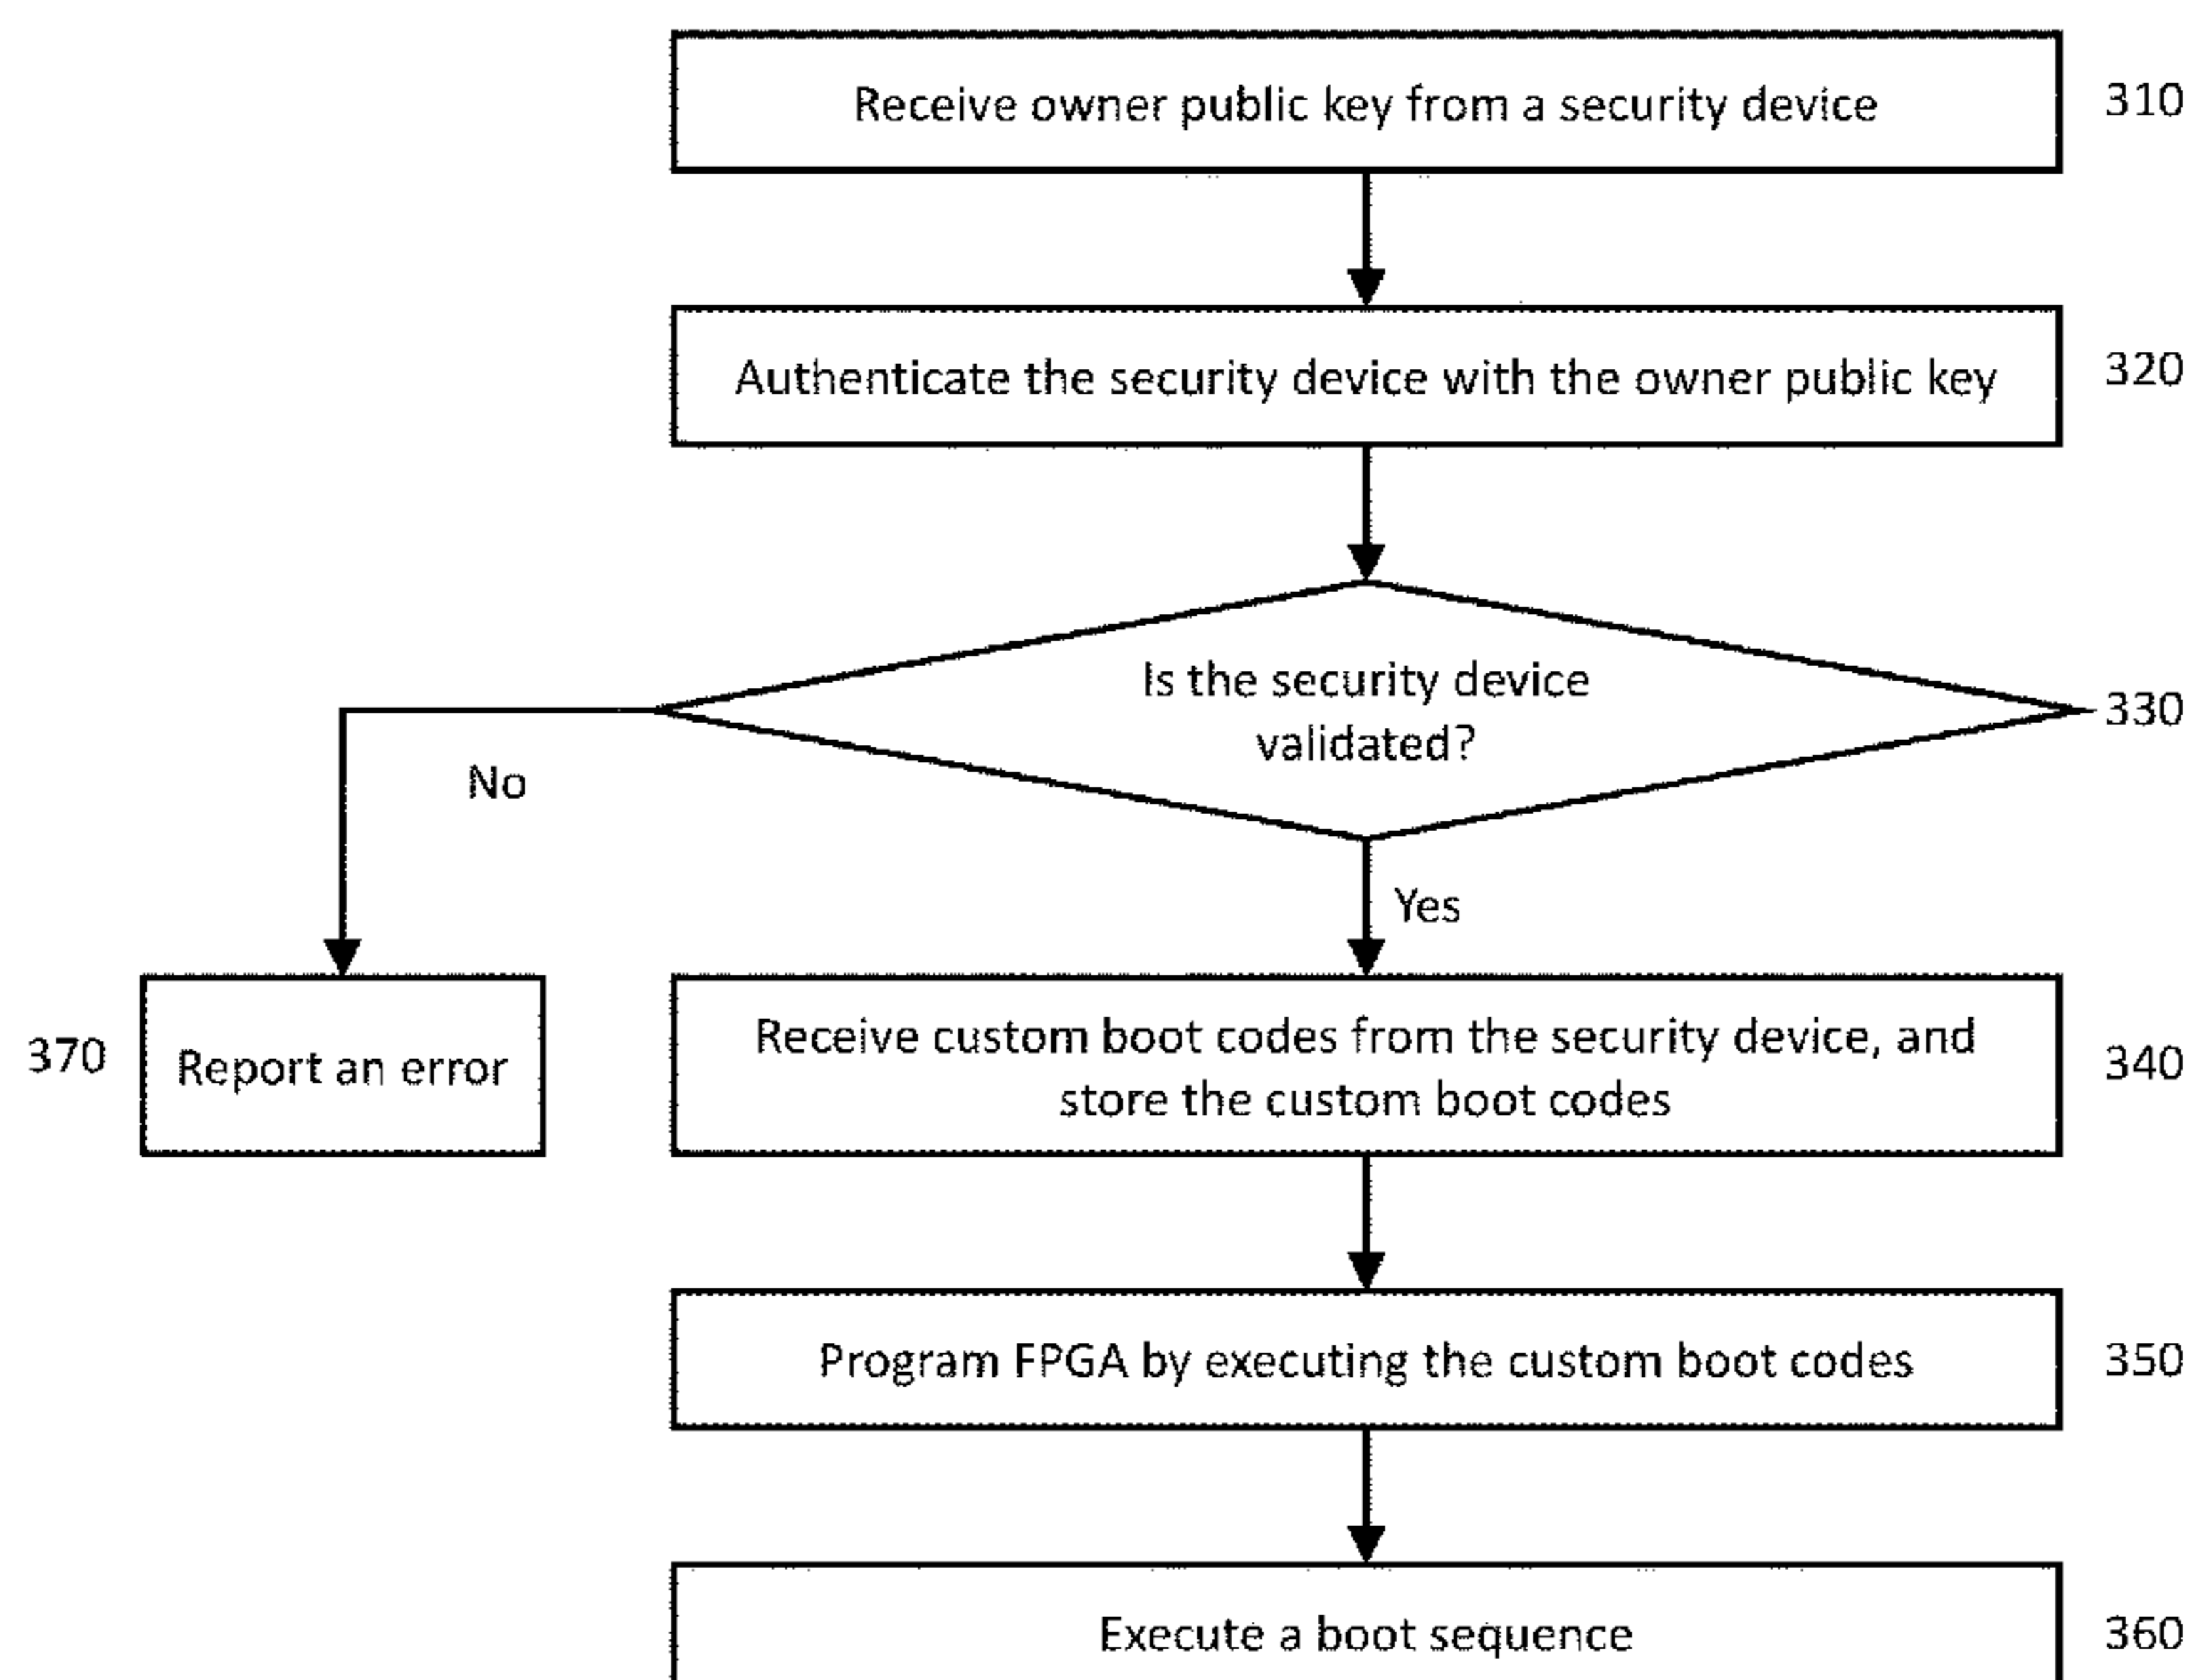 Receive owner public key from a security device
310
Authenticate the security device with the owner public key
320
Is the security device
validated?
330
No
Yes
370
Report an error
Receive custom boot codes from the security device, and
store the custom boot codes
340
Program FPGA by executing the custom boot codes
350
Execute a boot sequence
360